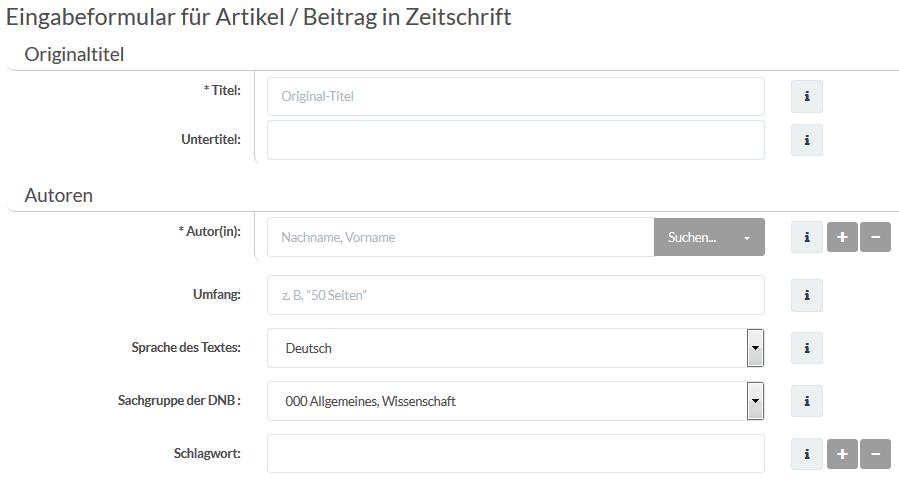 Eingabeformular für Artikel / Beitrag in Zeitschrift
Originaltitel
* Titel: Original-Titel i
Untertitel: i
Autoren
* Autor(in): Nachname, Vorname Suchen... i + −
Umfang: z. B. "50 Seiten" i
Sprache des Textes: Deutsch i
Sachgruppe der DNB : 000 Allgemeines, Wissenschaft i
Schlagwort: i + −